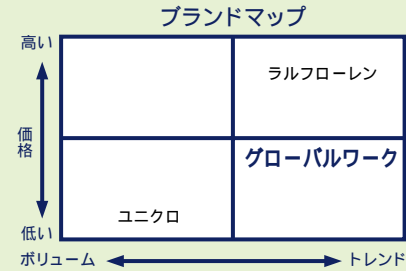 ブランドマップ
高い
ラルフローレン
価格
グローバルワーク
ユニクロ
低い
ボリューム
トレンド